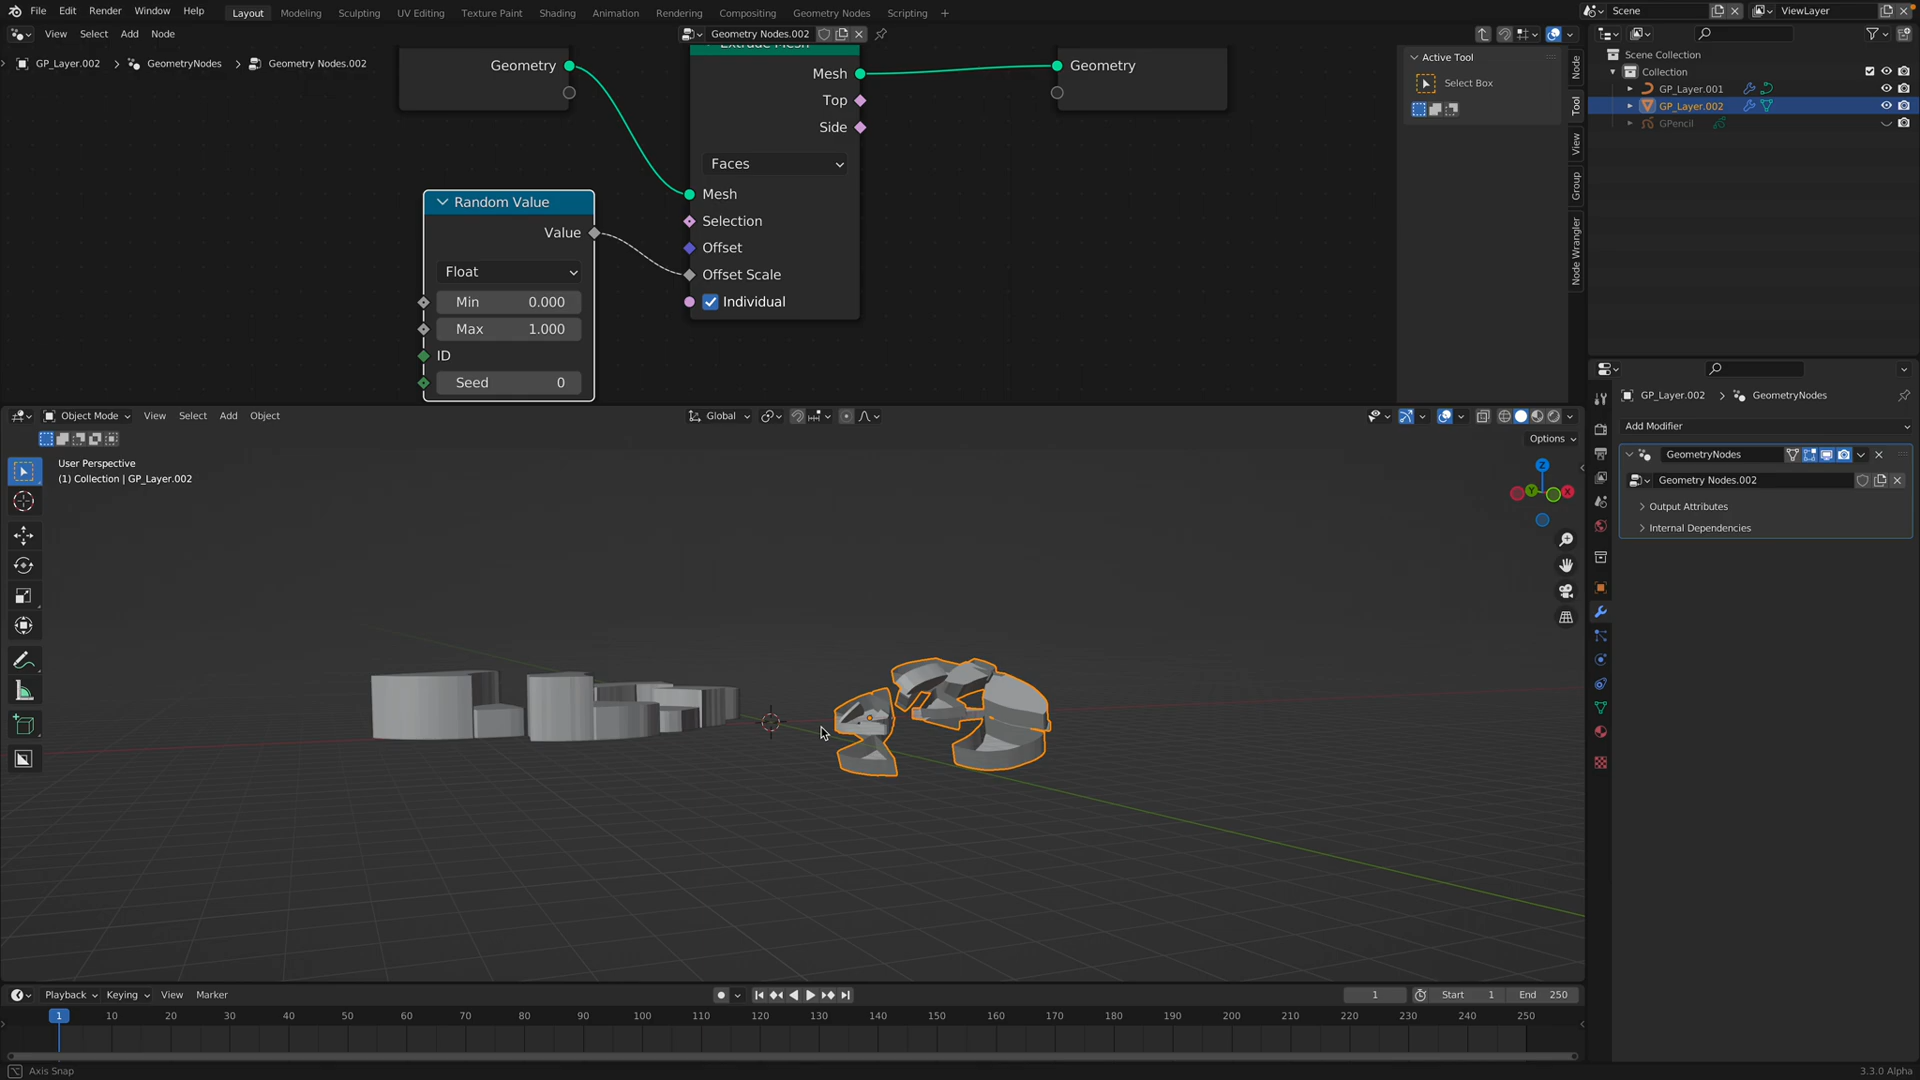 File Edit Render Window Help Layout Modeling Sculpting UV Editing Texture Paint Shading Animation Rendering Compositing Geometry Nodes Scripting + Scene ViewLayer
View Select Add Node Geometry Nodes.002
GP_Layer.002 > GeometryNodes > Geometry Nodes.002
Geometry
Extrude Mesh
Mesh
Top
Side
Faces
Mesh
Selection
Offset
Offset Scale
Individual
Geometry
Random Value
Value
Float
Min 0.000
Max 1.000
ID
Seed 0
Active Tool
Select Box
Node
Tool
View
Group
Node Wrangler
Scene Collection
Collection
GP_Layer.001
GP_Layer.002
GPencil
Object Mode View Select Add Object Global
Options
User Perspective
(1) Collection | GP_Layer.002
Z
Y
X
GP_Layer.002 > GeometryNodes
Add Modifier
GeometryNodes
Geometry Nodes.002
Output Attributes
Internal Dependencies
Playback Keying View Marker 1 Start 1 End 250
1 10 20 30 40 50 60 70 80 90 100 110 120 130 140 150 160 170 180 190 200 210 220 230 240 250
Axis Snap 3.3.0 Alpha